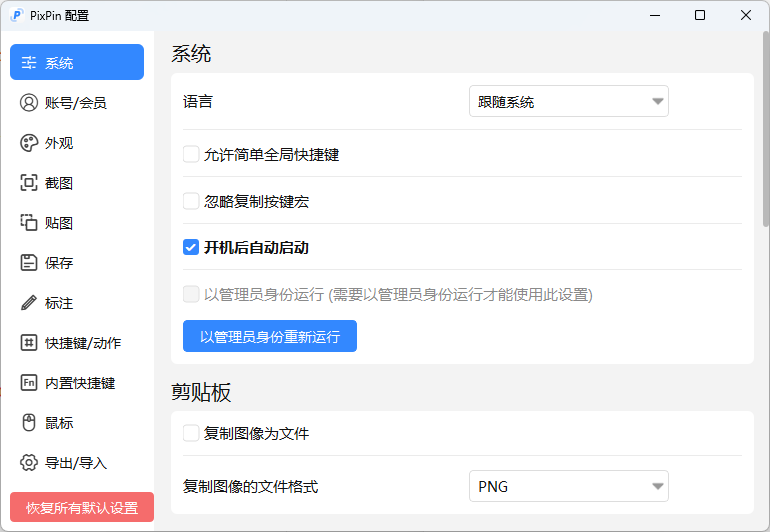 PixPin 配置
系统
账号/会员
外观
截图
贴图
保存
标注
快捷键/动作
Fn 内置快捷键
鼠标
导出/导入
恢复所有默认设置
系统
语言 跟随系统
允许简单全局快捷键
忽略复制按键宏
开机后自动启动
以管理员身份运行 (需要以管理员身份运行才能使用此设置)
以管理员身份重新运行
剪贴板
复制图像为文件
复制图像的文件格式 PNG